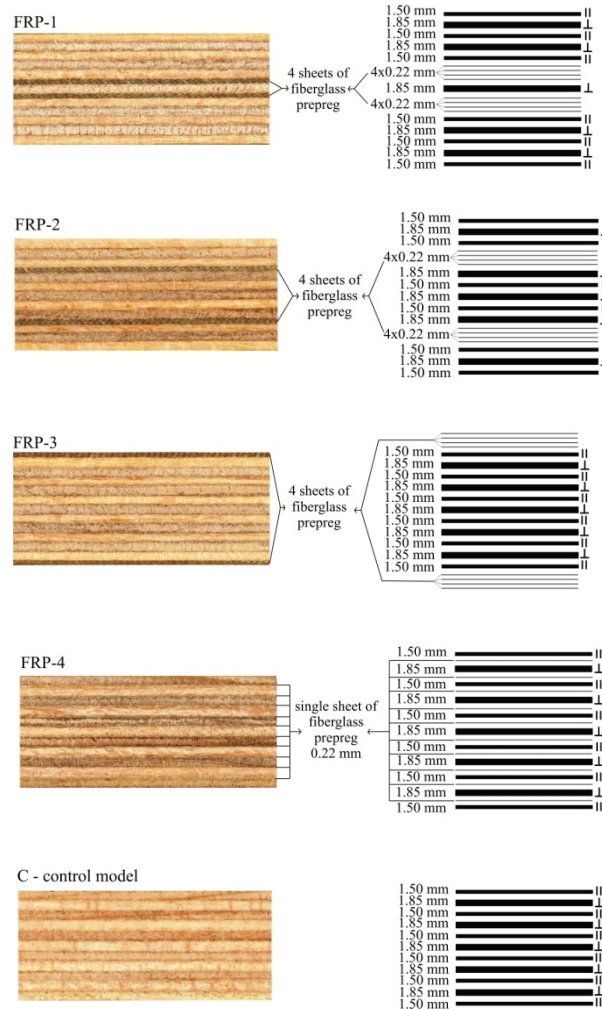 FRP-1
4 sheets of
fiberglass
prepreg
1.50 mm ||
1.85 mm ⊥
1.50 mm ||
1.85 mm ⊥
1.50 mm ||
4x0.22 mm
1.85 mm ⊥
4x0.22 mm
1.50 mm ||
1.85 mm ⊥
1.50 mm ||
1.85 mm ⊥
1.50 mm ||
FRP-2
4 sheets of
fiberglass
prepreg
1.50 mm
1.85 mm
1.50 mm
4x0.22 mm
1.85 mm
1.50 mm
1.85 mm
1.50 mm
1.85 mm
4x0.22 mm
1.50 mm
1.85 mm
1.50 mm
FRP-3
4 sheets of
fiberglass
prepreg
1.50 mm ||
1.85 mm ⊥
1.50 mm ||
1.85 mm ⊥
1.50 mm ||
1.85 mm ⊥
1.50 mm ||
1.85 mm ⊥
1.50 mm ||
1.85 mm ⊥
1.50 mm ||
FRP-4
single sheet of
fiberglass
prepreg
0.22 mm
1.50 mm ||
1.85 mm ⊥
1.50 mm ||
1.85 mm ⊥
1.50 mm ||
1.85 mm ⊥
1.50 mm ||
1.85 mm ⊥
1.50 mm ||
1.85 mm ⊥
1.50 mm ||
C - control model
1.50 mm ||
1.85 mm ⊥
1.50 mm ||
1.85 mm ⊥
1.50 mm ||
1.85 mm ⊥
1.50 mm ||
1.85 mm ⊥
1.50 mm ||
1.85 mm ⊥
1.50 mm ||